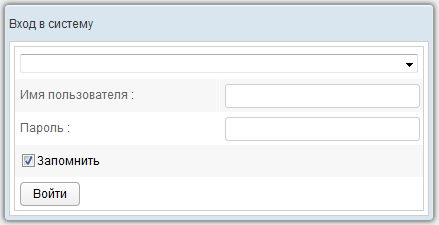 Вход в систему
Имя пользователя :
Пароль :
Запомнить
Войти